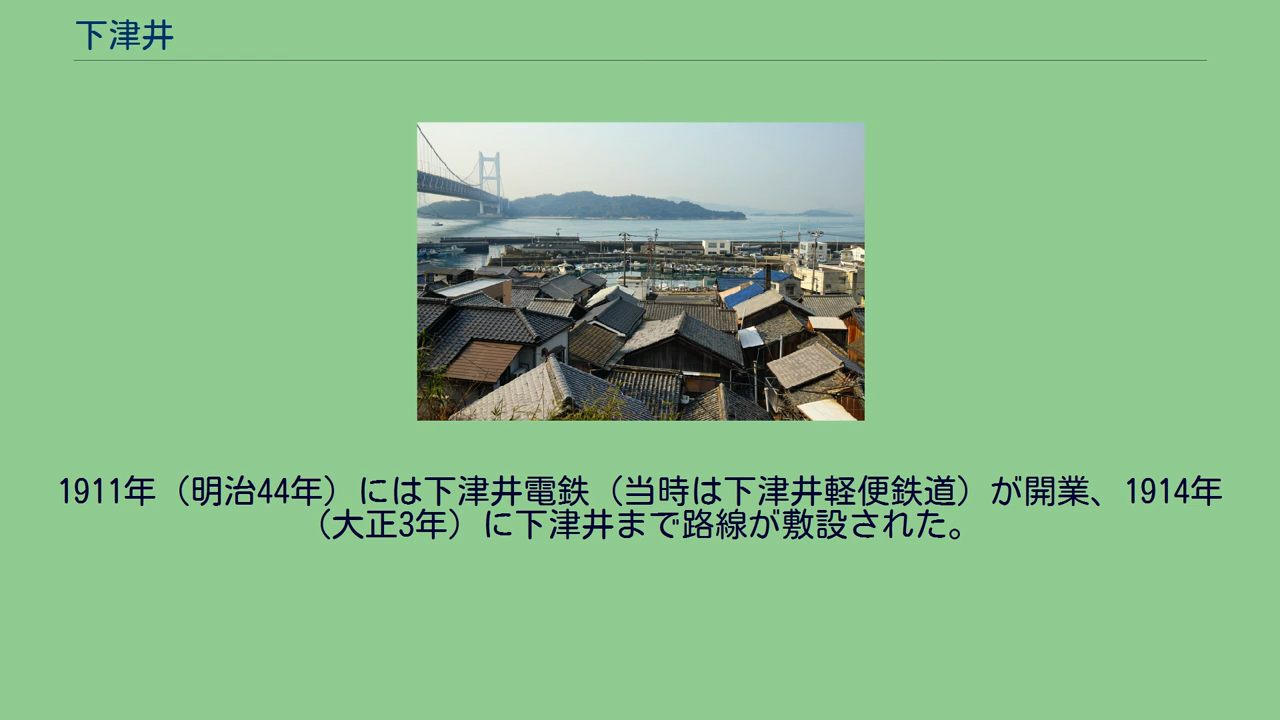 下津井
1911年（明治44年）には下津井電鉄（当時は下津井軽便鉄道）が開業、1914年
（大正3年）に下津井まで路線が敷設された。